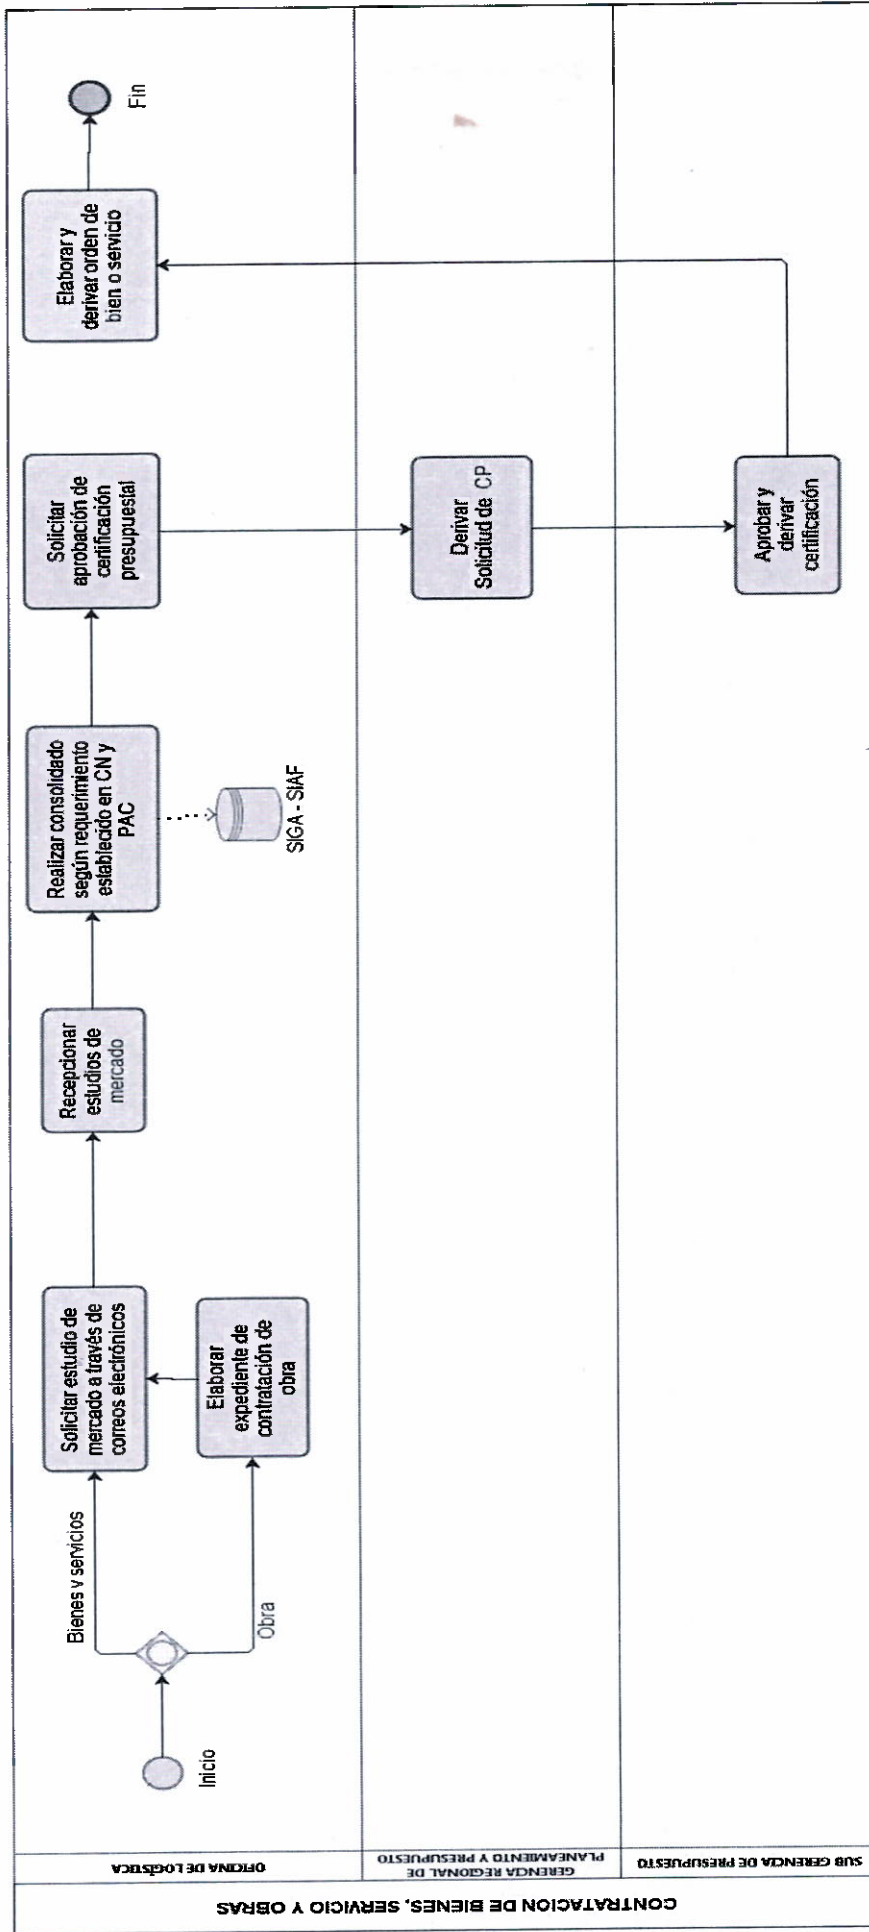 CONTRATACION DE BIENES, SERVICIO Y OBRAS
OFICINA DE LOGÍSTICA
Inicio
Bienes y servicios
Obra
Solicitar estudio de
mercado a través de
correos electrónicos
Elaborar
expediente de
contratación de
obra
Recepcionar
estudios de
mercado
Realizar consolidado
según requerimiento
establecido en CN y
PAC
SIGA - SIAF
Solicitar
aprobación de
certificación
presupuestal
Elaborar y
derivar orden de
bien o servicio
Fin
GERENCIA REGIONAL DE
PLANEAMIENTO Y PRESUPUESTO
Derivar
Solicitud de CP
SUB GERENCIA DE PRESUPUESTO
Aprobar y
derivar
certificación